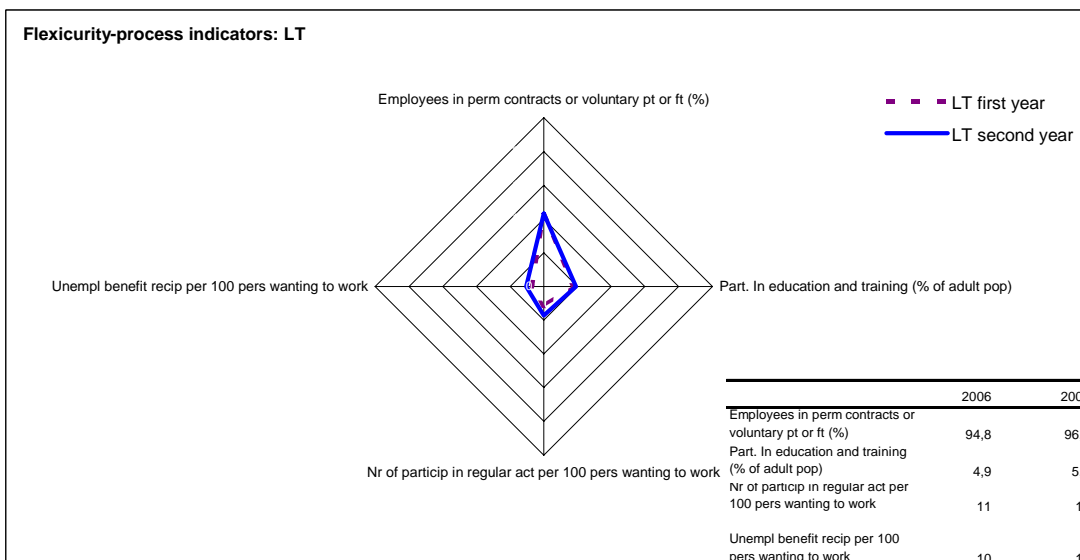 Flexicurity-process indicators: LT
Employees in perm contracts or voluntary pt or ft (%)
LT first year
LT second year
Unempl benefit recip per 100 pers wanting to work
Part. In education and training (% of adult pop)
Nr of particip in regular act per 100 pers wanting to work
2006
Employees in perm contracts or
voluntary pt or ft (%) 94,8
Part. In education and training
(% of adult pop) 4,9
Nr of particip in regular act per
100 pers wanting to work 11
Unempl benefit recip per 100
pers wanting to work 10